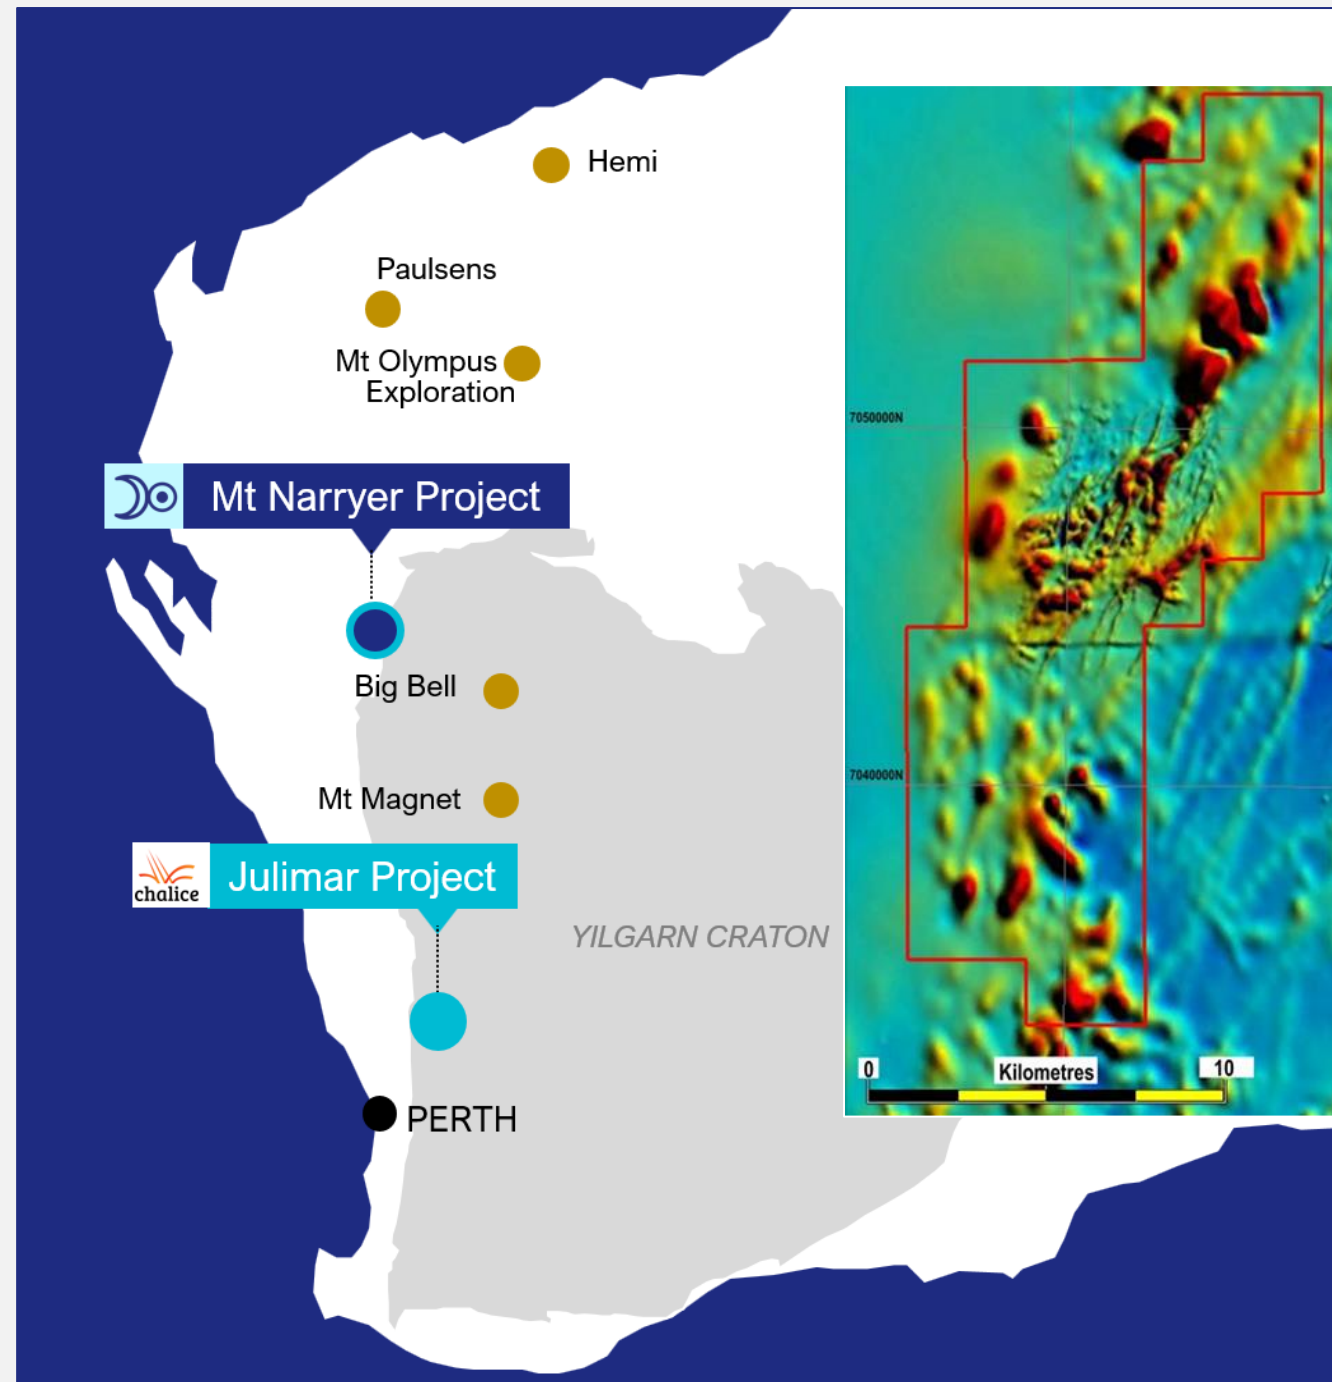 Hemi
Paulsens
Mt Olympus
Exploration
7050000N
Mt Narryer Project
Big Bell
7040000N
Mt Magnet
chalice
Julimar Project
YILGARN CRATON
0
Kilometres
10
PERTH